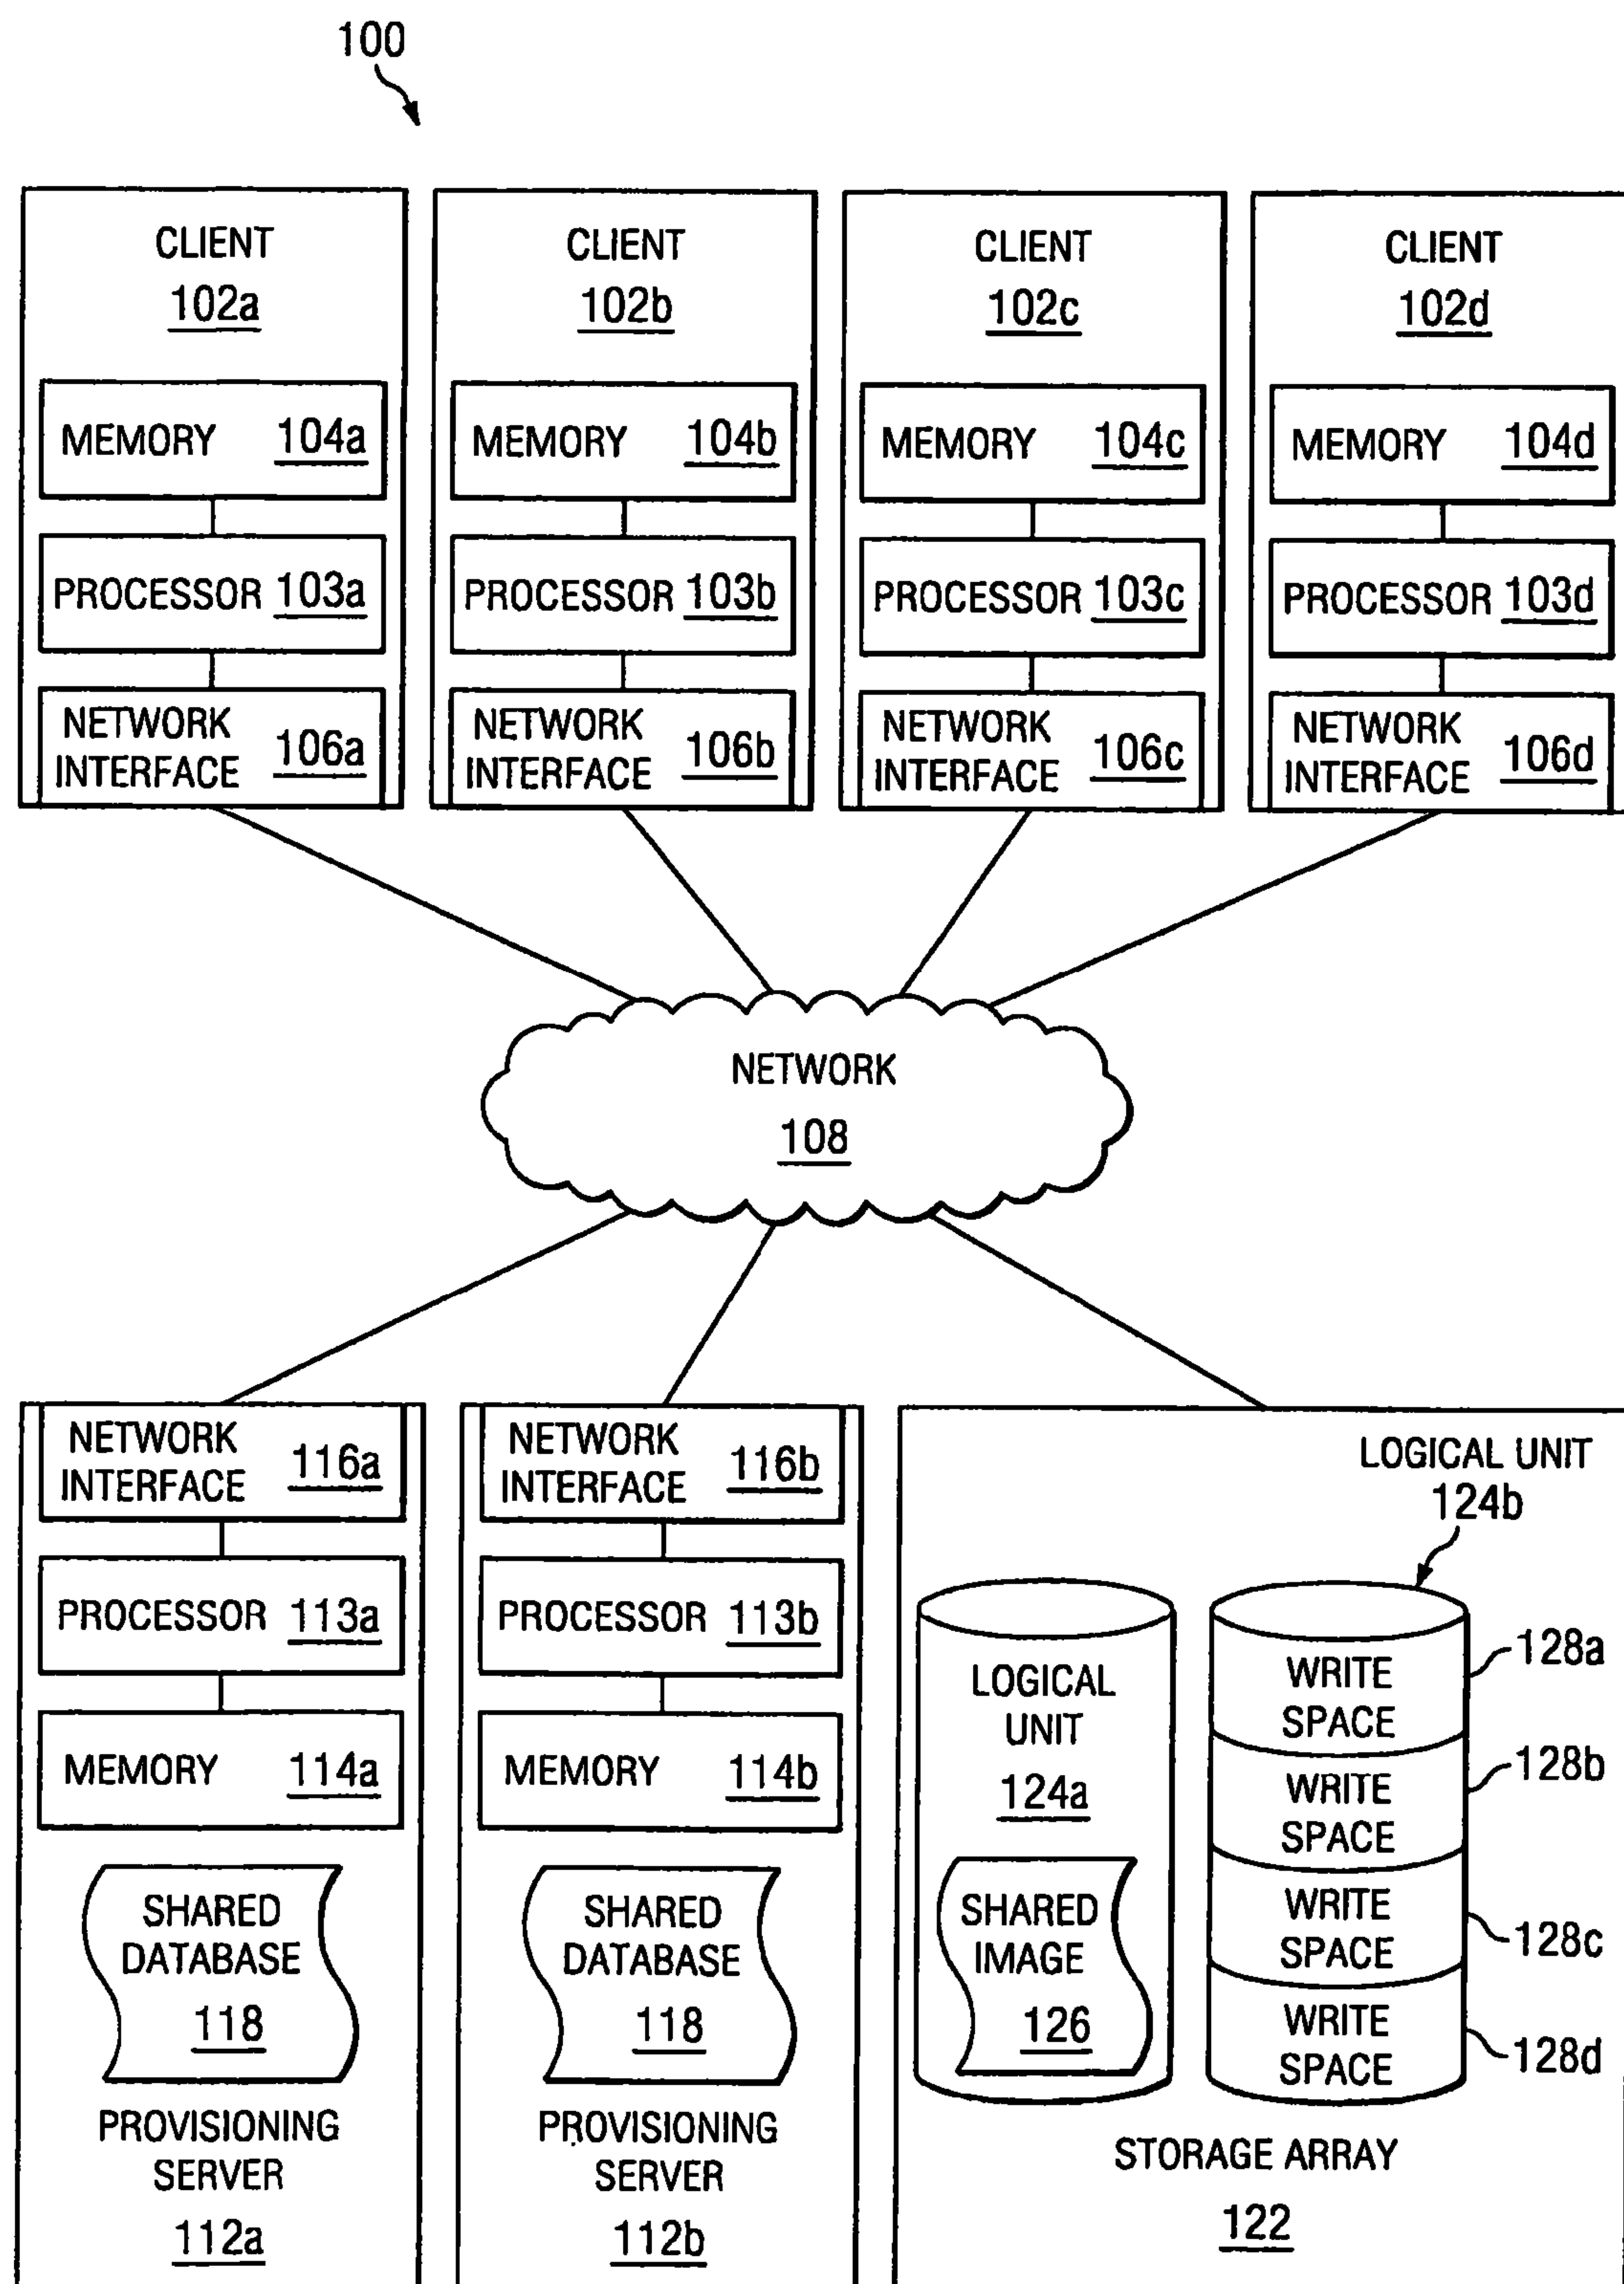 100
CLIENT
102a
MEMORY 104a
PROCESSOR 103a
NETWORK
INTERFACE 106a
CLIENT
102b
MEMORY 104b
PROCESSOR 103b
NETWORK
INTERFACE 106b
CLIENT
102c
MEMORY 104c
PROCESSOR 103c
NETWORK
INTERFACE 106c
CLIENT
102d
MEMORY 104d
PROCESSOR 103d
NETWORK
INTERFACE 106d
NETWORK
108
NETWORK
INTERFACE 116a
PROCESSOR 113a
MEMORY 114a
SHARED
DATABASE
118
PROVISIONING
SERVER
112a
NETWORK
INTERFACE 116b
PROCESSOR 113b
MEMORY 114b
SHARED
DATABASE
118
PROVISIONING
SERVER
112b
LOGICAL UNIT
124b
LOGICAL
UNIT
124a
SHARED
IMAGE
126
WRITE
SPACE
128a
WRITE
SPACE
128b
WRITE
SPACE
128c
WRITE
SPACE
128d
STORAGE ARRAY
122